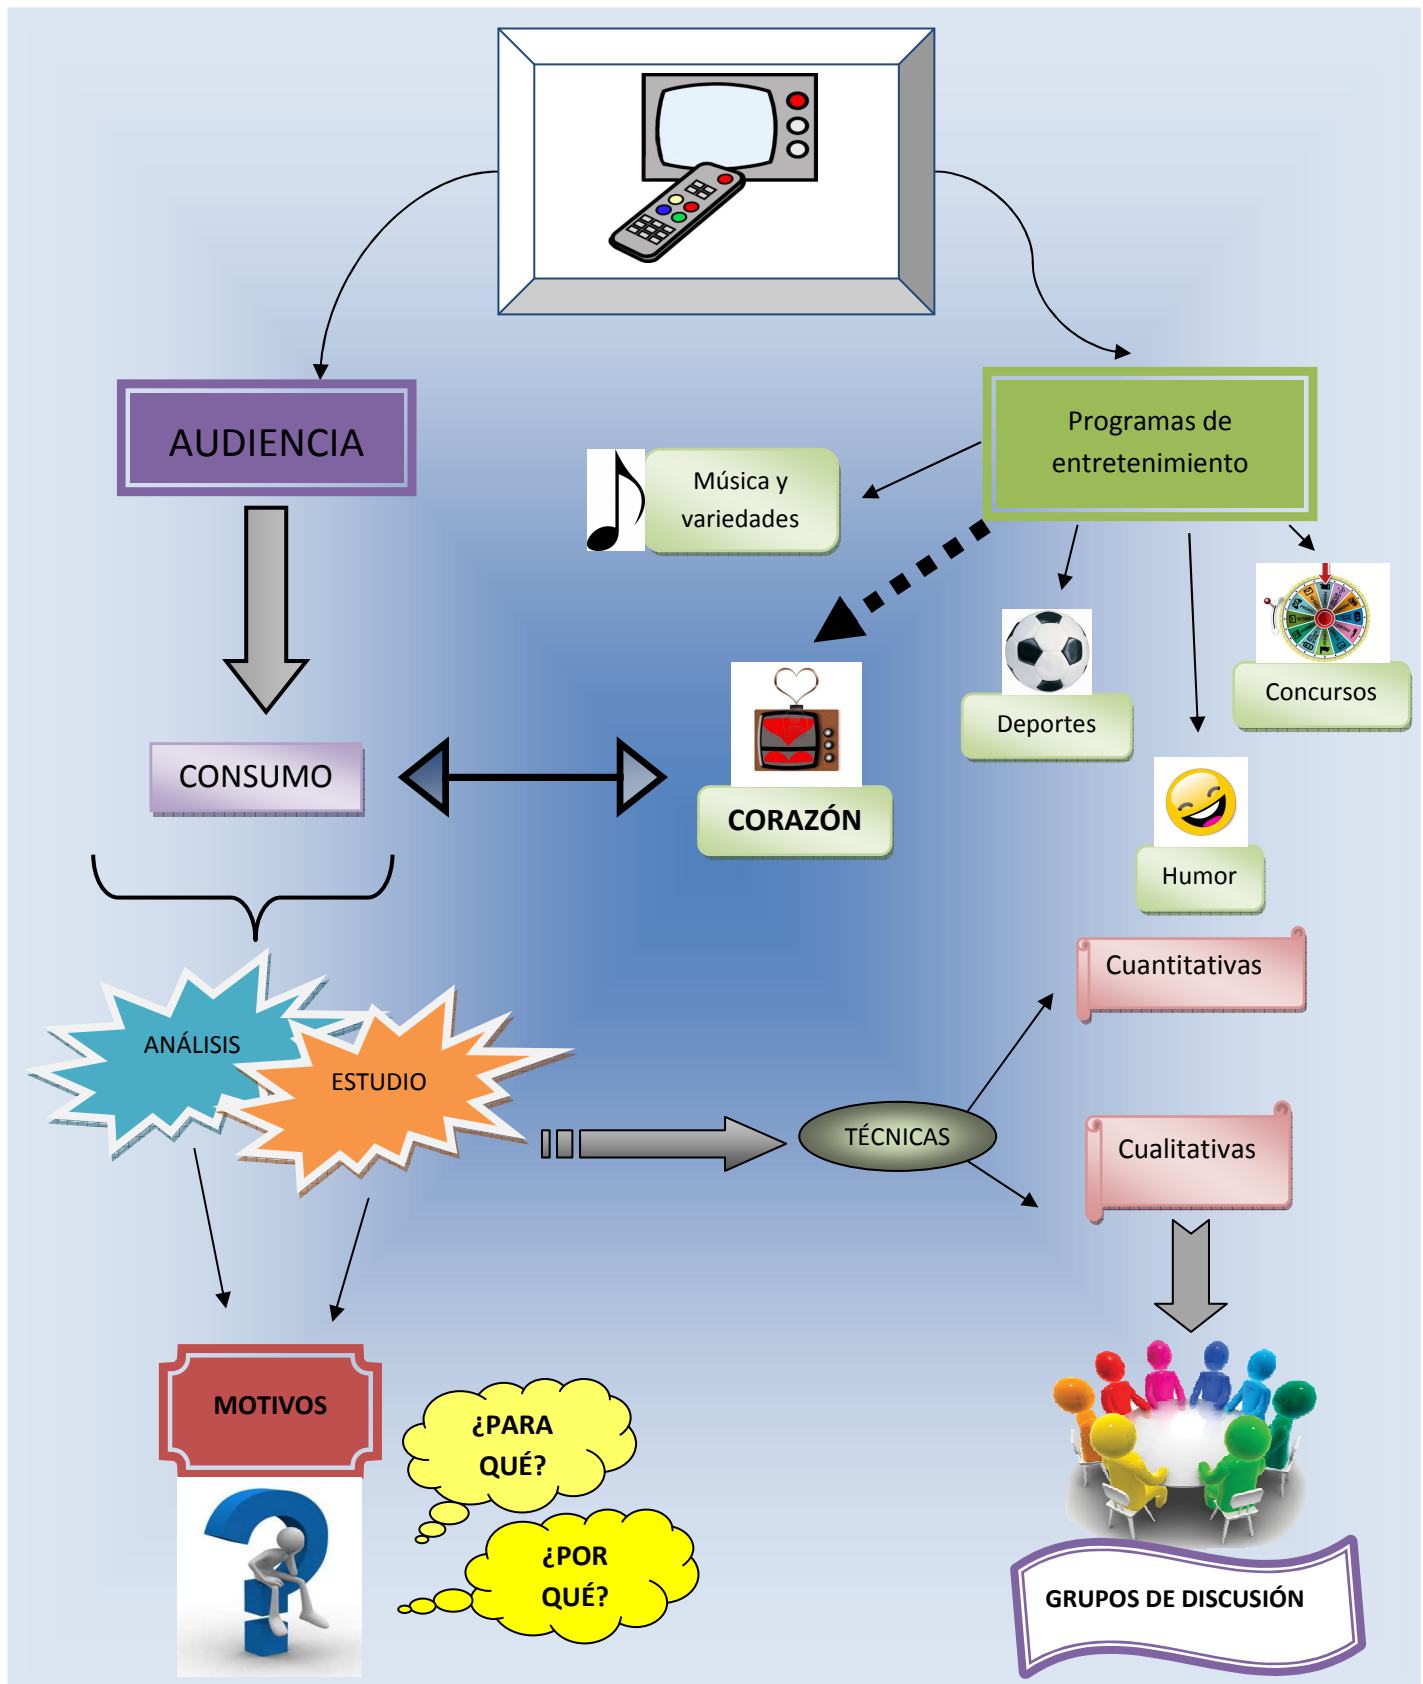 AUDIENCIA
Programas de
entretenimiento
Música y
variedades
Deportes
Concursos
CONSUMO
CORAZÓN
Humor
Cuantitativas
ANÁLISIS
ESTUDIO
TÉCNICAS
Cualitativas
MOTIVOS
¿PARA
QUÉ?
¿POR
QUÉ?
GRUPOS DE DISCUSIÓN